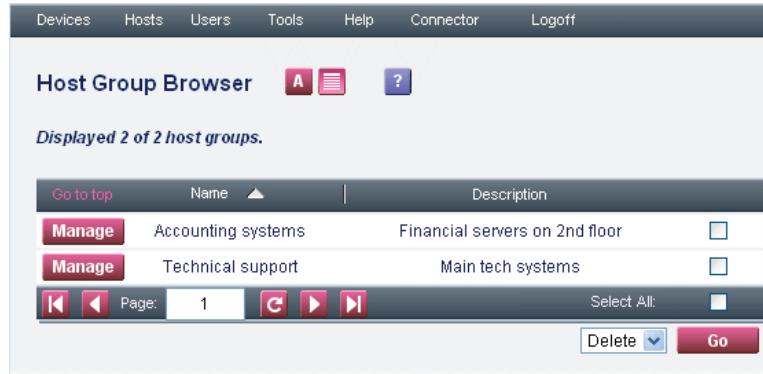 Devices Hosts Users Tools Help Connector Logoff
Host Group Browser A ?
Displayed 2 of 2 host groups.
Go to top Name Description
Manage Accounting systems Financial servers on 2nd floor
Manage Technical support Main tech systems
Page: 1 Select All:
Delete Go